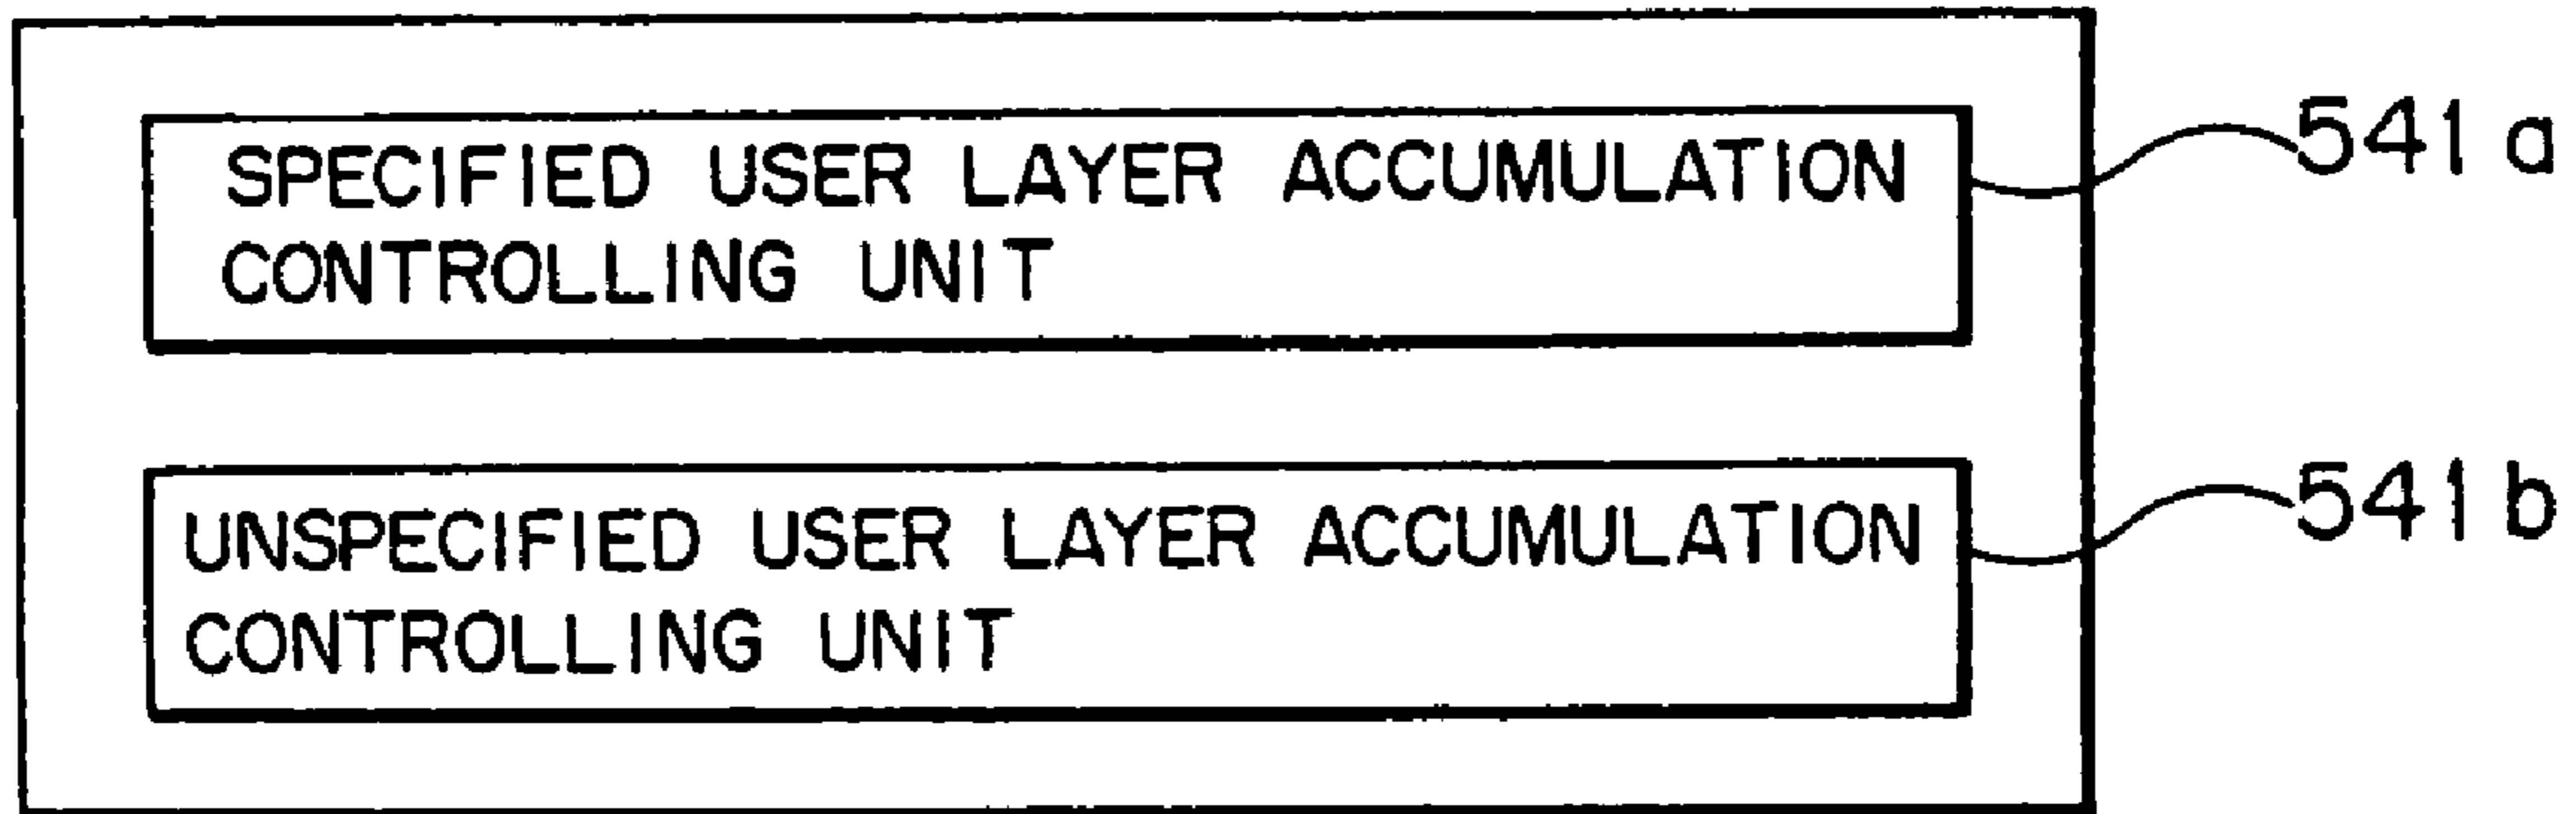 SPECIFIED USER LAYER ACCUMULATION
CONTROLLING UNIT
541a
UNSPECIFIED USER LAYER ACCUMULATION
CONTROLLING UNIT
541b